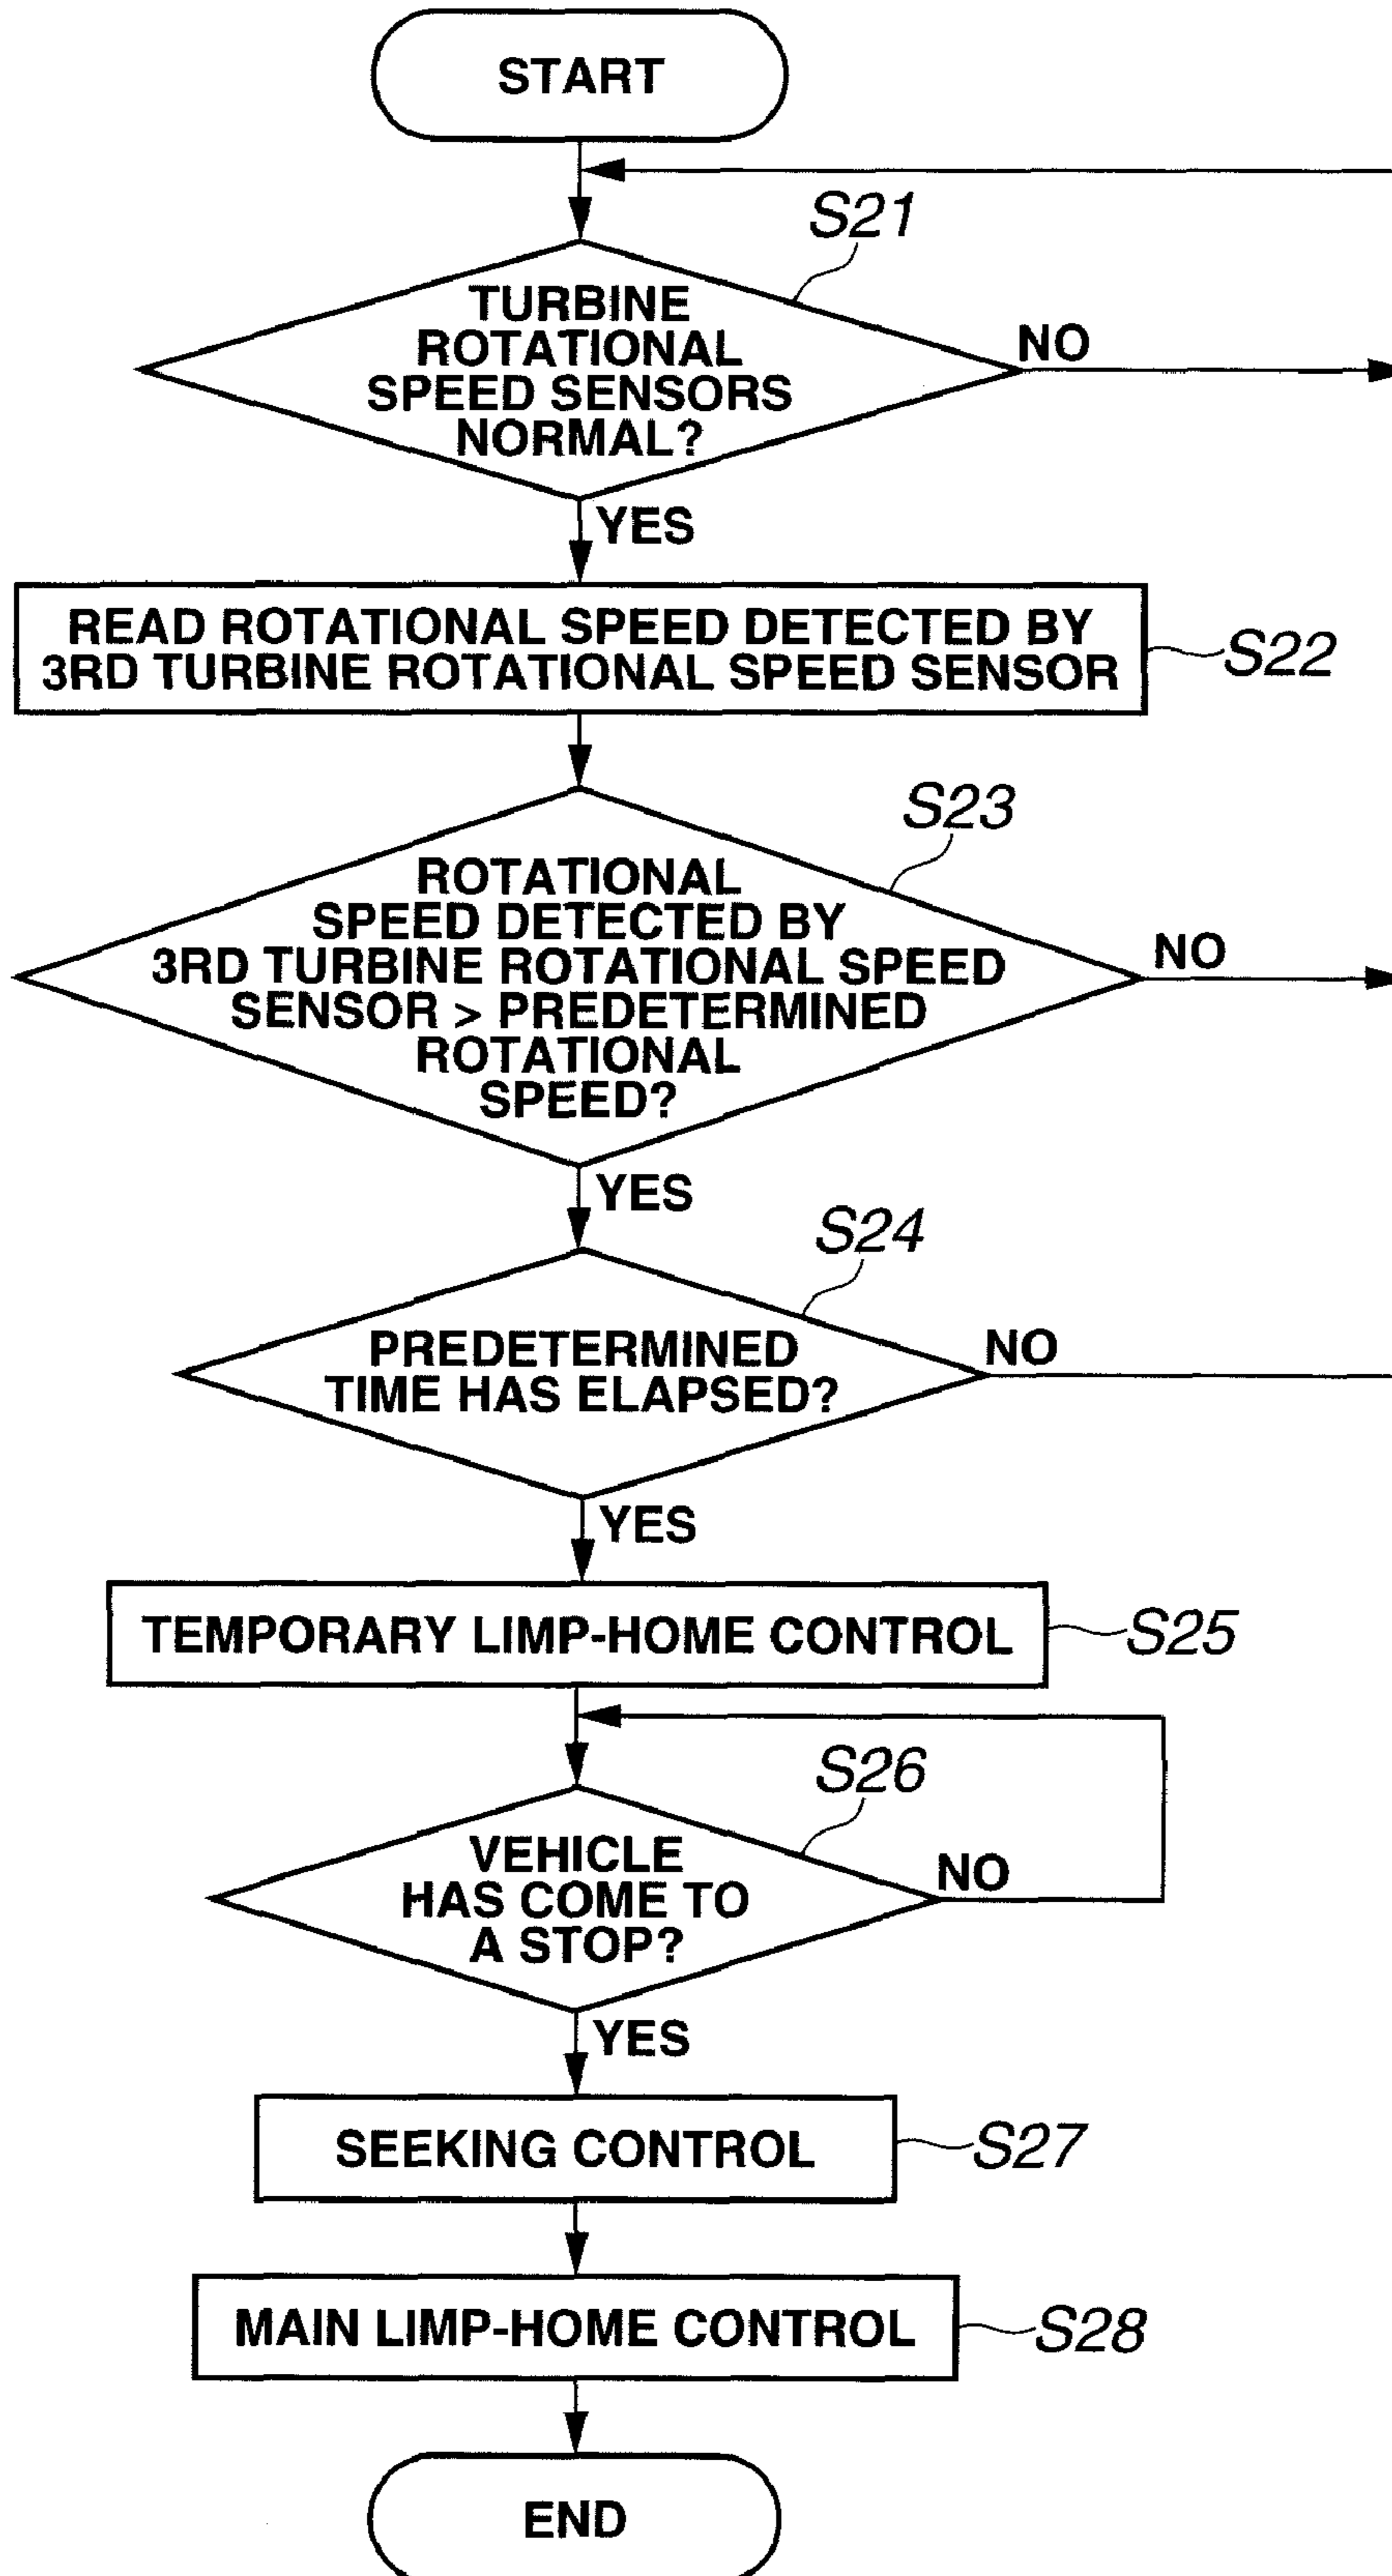 START
S21
TURBINE
ROTATIONAL
SPEED SENSORS
NORMAL?
NO
YES
READ ROTATIONAL SPEED DETECTED BY
3RD TURBINE ROTATIONAL SPEED SENSOR
S22
S23
ROTATIONAL
SPEED DETECTED BY
3RD TURBINE ROTATIONAL SPEED
SENSOR > PREDETERMINED
ROTATIONAL
SPEED?
NO
YES
S24
PREDETERMINED
TIME HAS ELAPSED?
NO
YES
TEMPORARY LIMP-HOME CONTROL
S25
S26
VEHICLE
HAS COME TO
A STOP?
NO
YES
SEEKING CONTROL
S27
MAIN LIMP-HOME CONTROL
S28
END